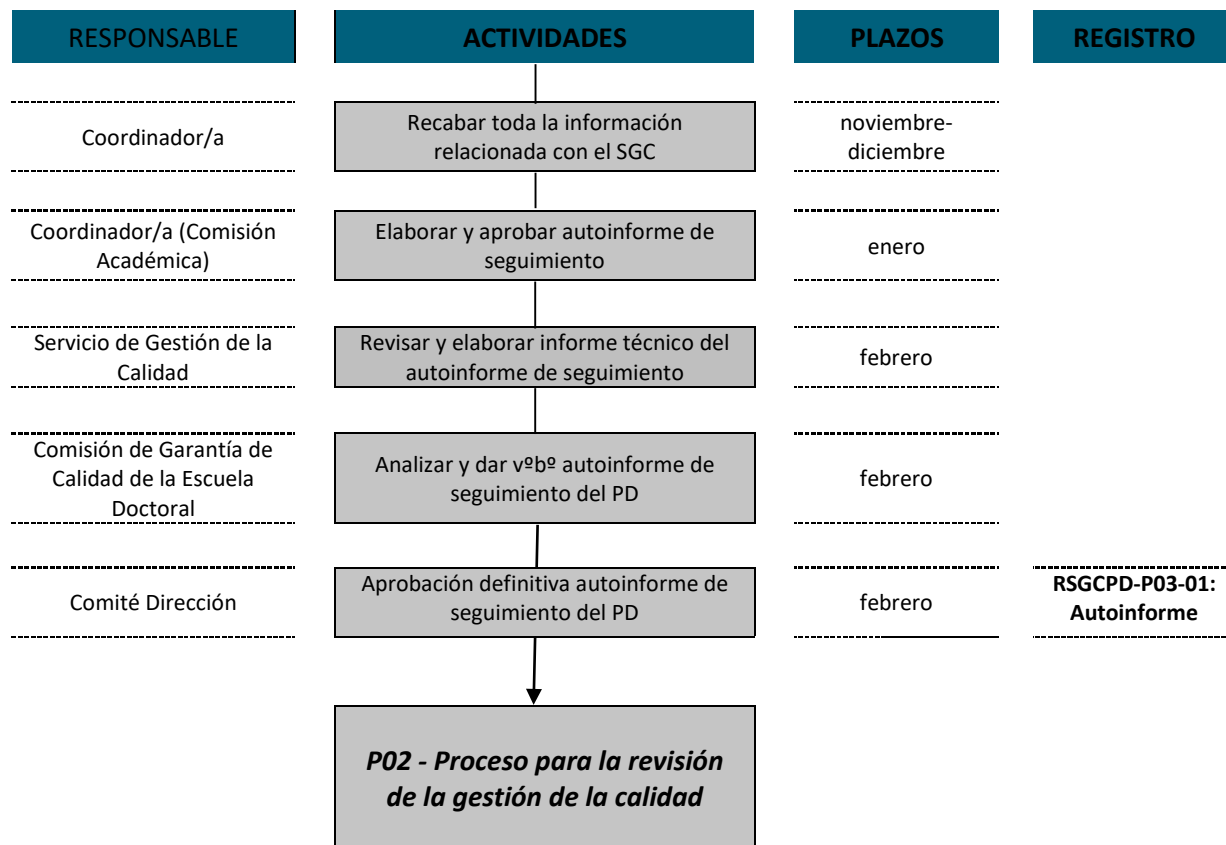 RESPONSABLE
ACTIVIDADES
PLAZOS
REGISTRO
Coordinador/a
Recabar toda la información
relacionada con el SGC
noviembre-
diciembre
Coordinador/a (Comisión
Académica)
Elaborar y aprobar autoinforme de
seguimiento
enero
Servicio de Gestión de la
Calidad
Revisar y elaborar informe técnico del
autoinforme de seguimiento
febrero
Comisión de Garantía de
Calidad de la Escuela
Doctoral
Analizar y dar vºbº autoinforme de
seguimiento del PD
febrero
Comité Dirección
Aprobación definitiva autoinforme de
seguimiento del PD
febrero
RSGCPD-P03-01:
Autoinforme
P02 - Proceso para la revisión
de la gestión de la calidad